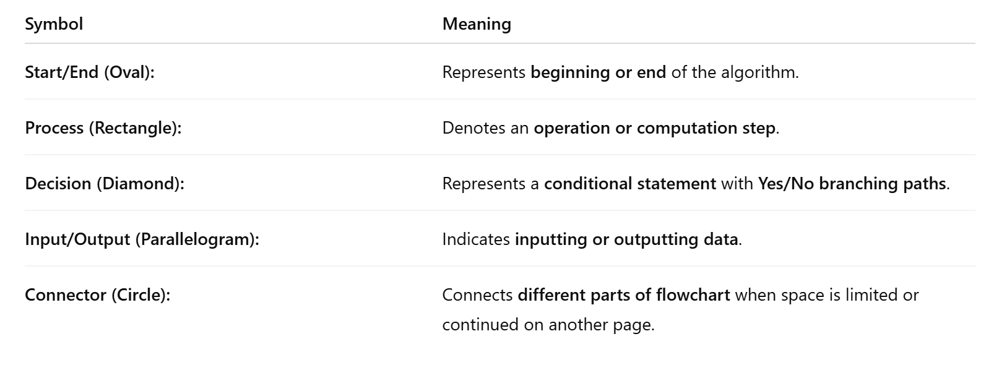 Symbol Meaning
Start/End (Oval): Represents beginning or end of the algorithm.
Process (Rectangle): Denotes an operation or computation step.
Decision (Diamond): Represents a conditional statement with Yes/No branching paths.
Input/Output (Parallelogram): Indicates inputting or outputting data.
Connector (Circle): Connects different parts of flowchart when space is limited or
continued on another page.